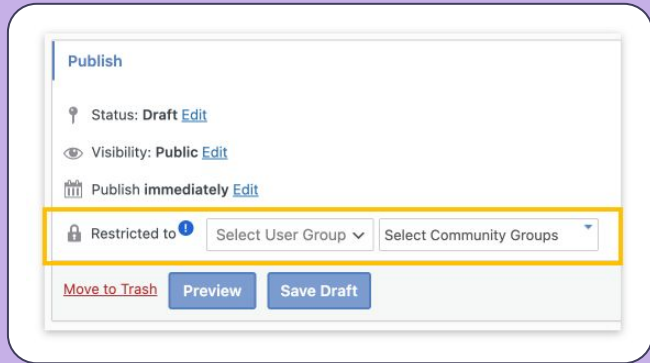 Publish
Status: Draft Edit
Visibility: Public Edit
Publish immediately Edit
Restricted to ! Select User Group Select Community Groups
Move to Trash Preview Save Draft